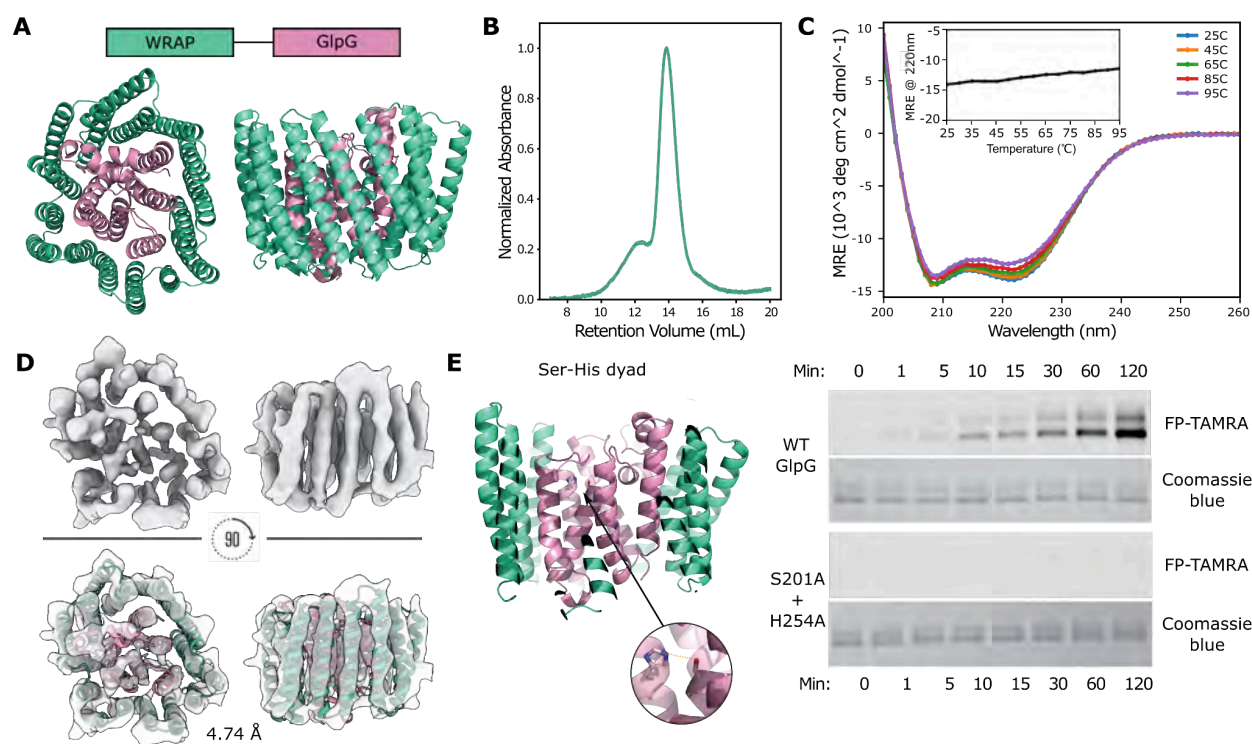 A
WRAP
GlpG
B
Normalized Absorbance
1.0
0.8
0.6
0.4
0.2
0.0
8 10 12 14 16 18 20
Retention Volume (mL)
C
MRE (10^3 deg cm^2 dmol^-1)
10
5
0
-5
-10
-15
200 210 220 230 240 250 260
Wavelength (nm)
MRE @ 220nm
-5
-10
-15
-20
25 35 45 55 65 75 85 95
Temperature (℃)
25C
45C
65C
85C
95C
D
90
4.74 Å
E
Ser-His dyad
Min: 0 1 5 10 15 30 60 120
WT
GlpG
FP-TAMRA
Coomassie
blue
S201A
+
H254A
FP-TAMRA
Coomassie
blue
Min: 0 1 5 10 15 30 60 120